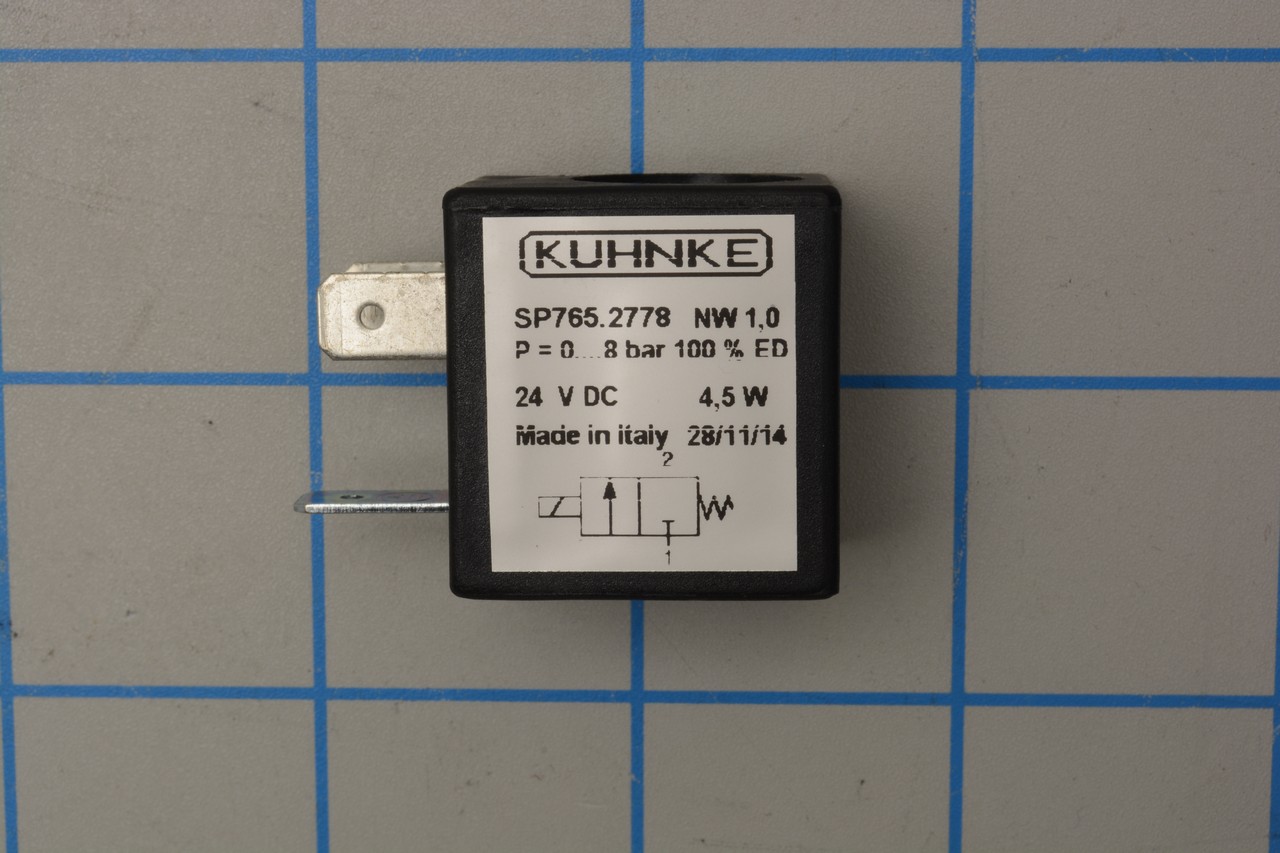 KUHNKE
SP765.2778 NW 1,0
P = 0....8 bar 100 % ED
24 V DC 4,5 W
Made in italy 28/11/14
2
1